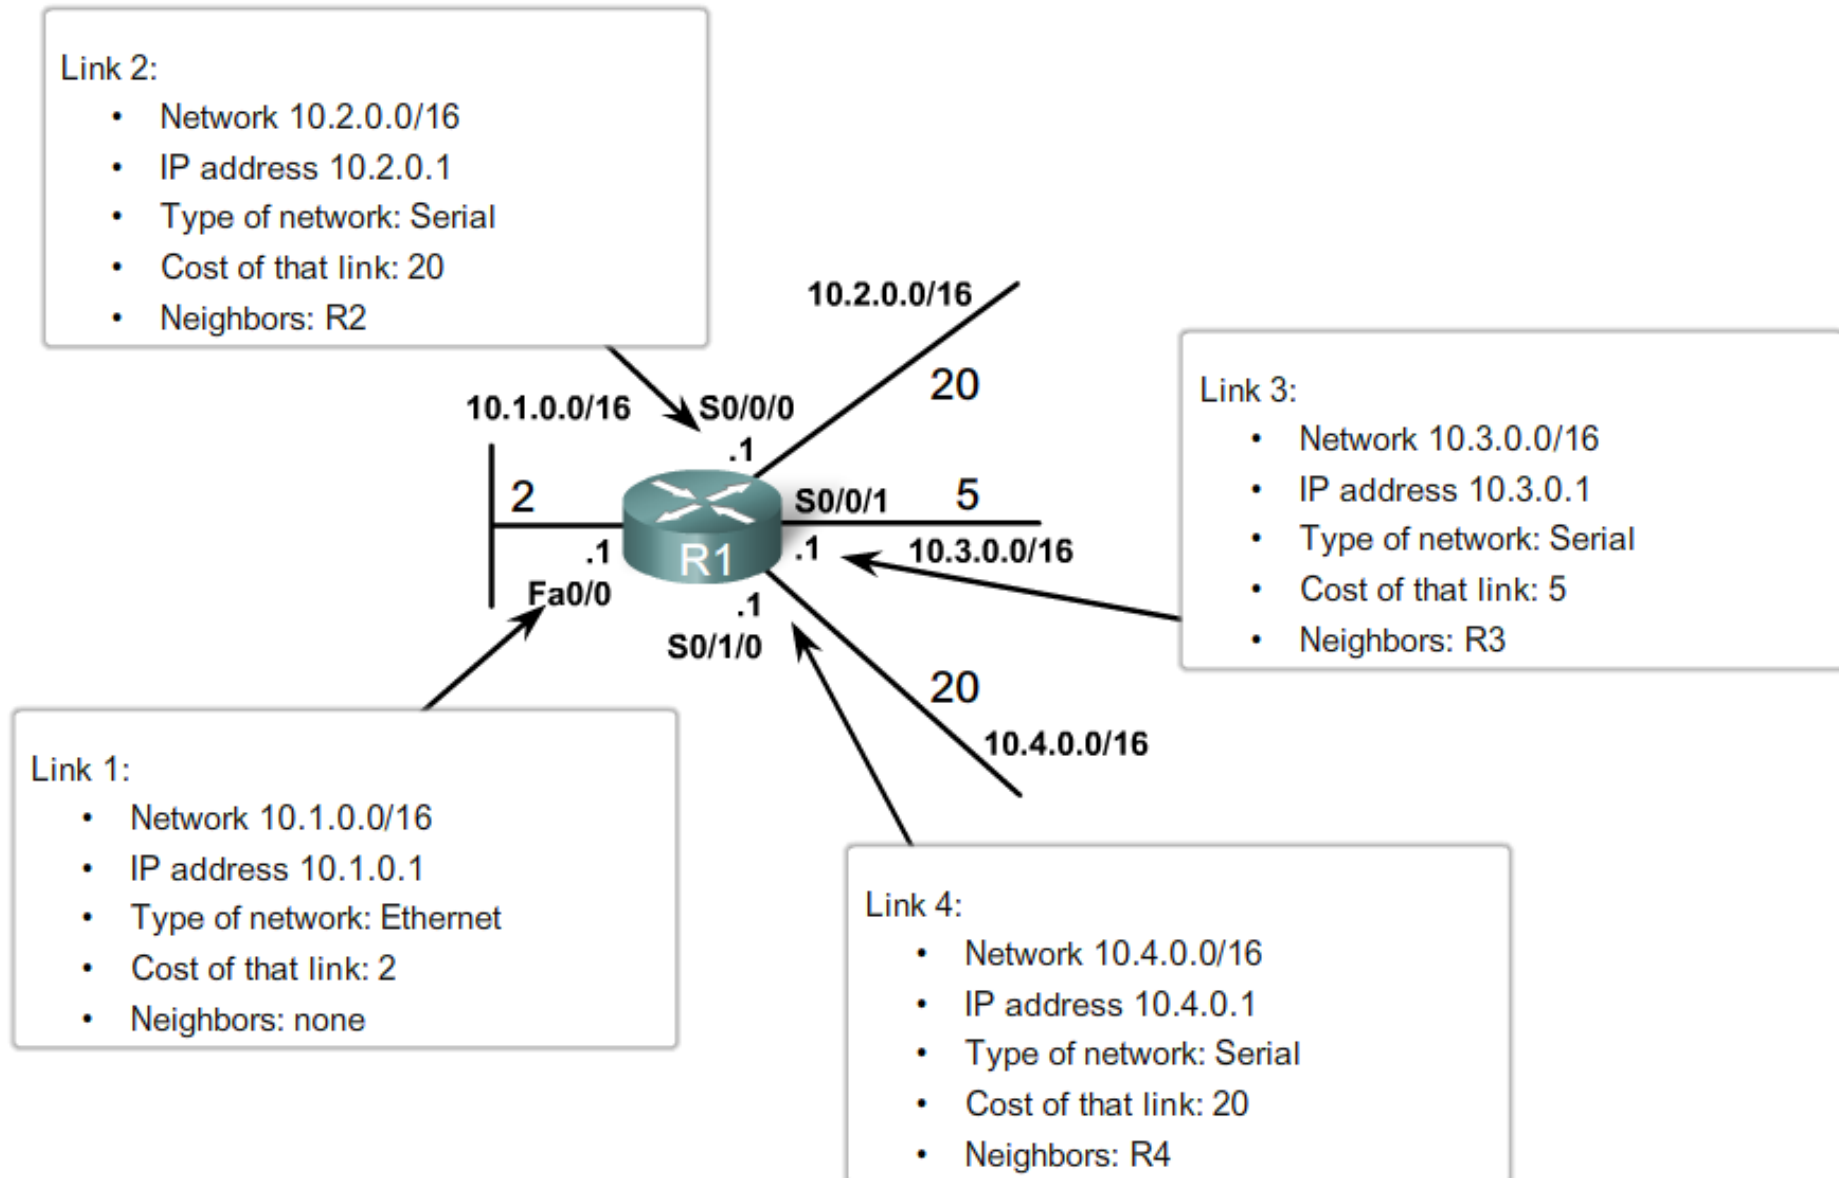 Link 2:
• Network 10.2.0.0/16
• IP address 10.2.0.1
• Type of network: Serial
• Cost of that link: 20
• Neighbors: R2
10.2.0.0/16
20
10.1.0.0/16
S0/0/0
.1
2
S0/0/1
5
.1
R1
.1
10.3.0.0/16
Fa0/0
.1
S0/1/0
20
10.4.0.0/16
Link 3:
• Network 10.3.0.0/16
• IP address 10.3.0.1
• Type of network: Serial
• Cost of that link: 5
• Neighbors: R3
Link 1:
• Network 10.1.0.0/16
• IP address 10.1.0.1
• Type of network: Ethernet
• Cost of that link: 2
• Neighbors: none
Link 4:
• Network 10.4.0.0/16
• IP address 10.4.0.1
• Type of network: Serial
• Cost of that link: 20
• Neighbors: R4